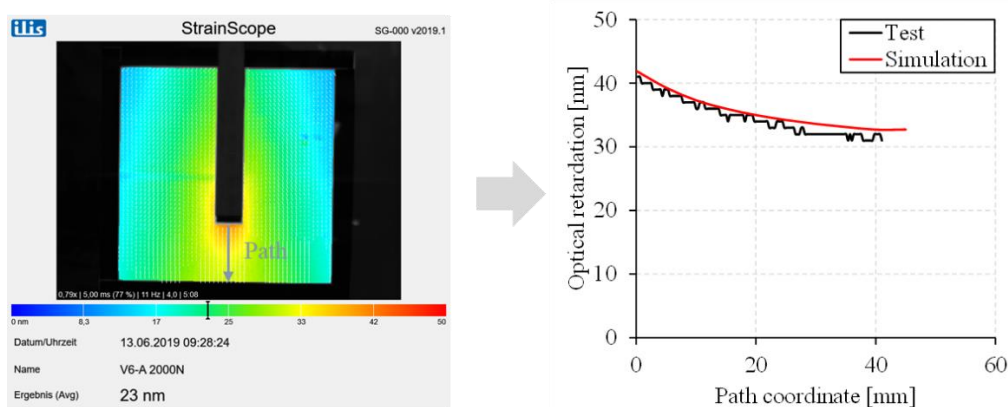 ilis
StrainScope
SG-000 v2019.1
Path
0,79x | 5,00 ms (77 %) | 11 Hz | 4,0 | 5:08
0 nm 8,3 17 25 33 42 50
Datum/Uhrzeit 13.06.2019 09:28:24
Name V6-A 2000N
Ergebnis (Avg) 23 nm
50
40
30
20
10
0
Optical retardation [nm]
Test
Simulation
0 20 40 60
Path coordinate [mm]